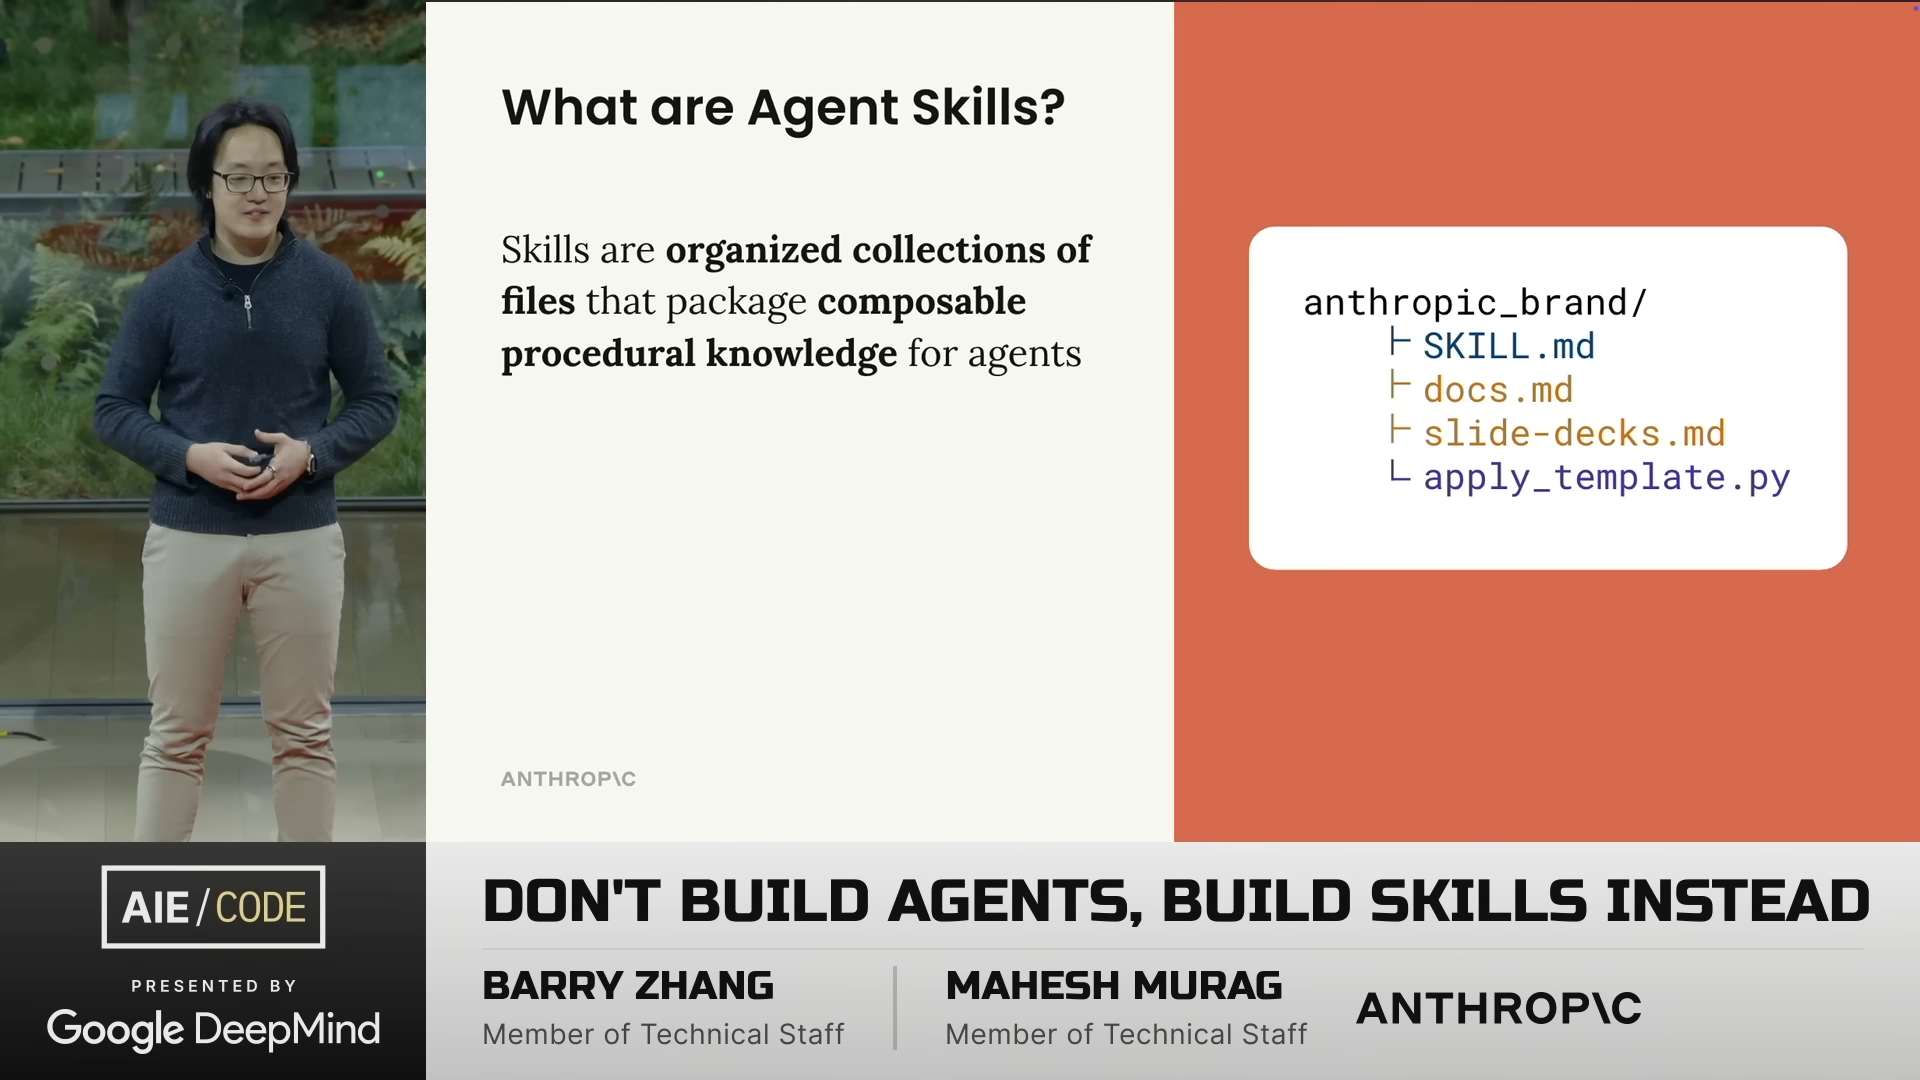 What are Agent Skills?
Skills are organized collections of
files that package composable
procedural knowledge for agents
ANTHROP\C
anthropic_brand/
├ SKILL.md
├ docs.md
├ slide-decks.md
└ apply_template.py
AIE/CODE
PRESENTED BY
Google DeepMind
DON'T BUILD AGENTS, BUILD SKILLS INSTEAD
BARRY ZHANG
Member of Technical Staff
MAHESH MURAG
Member of Technical Staff
ANTHROP\C